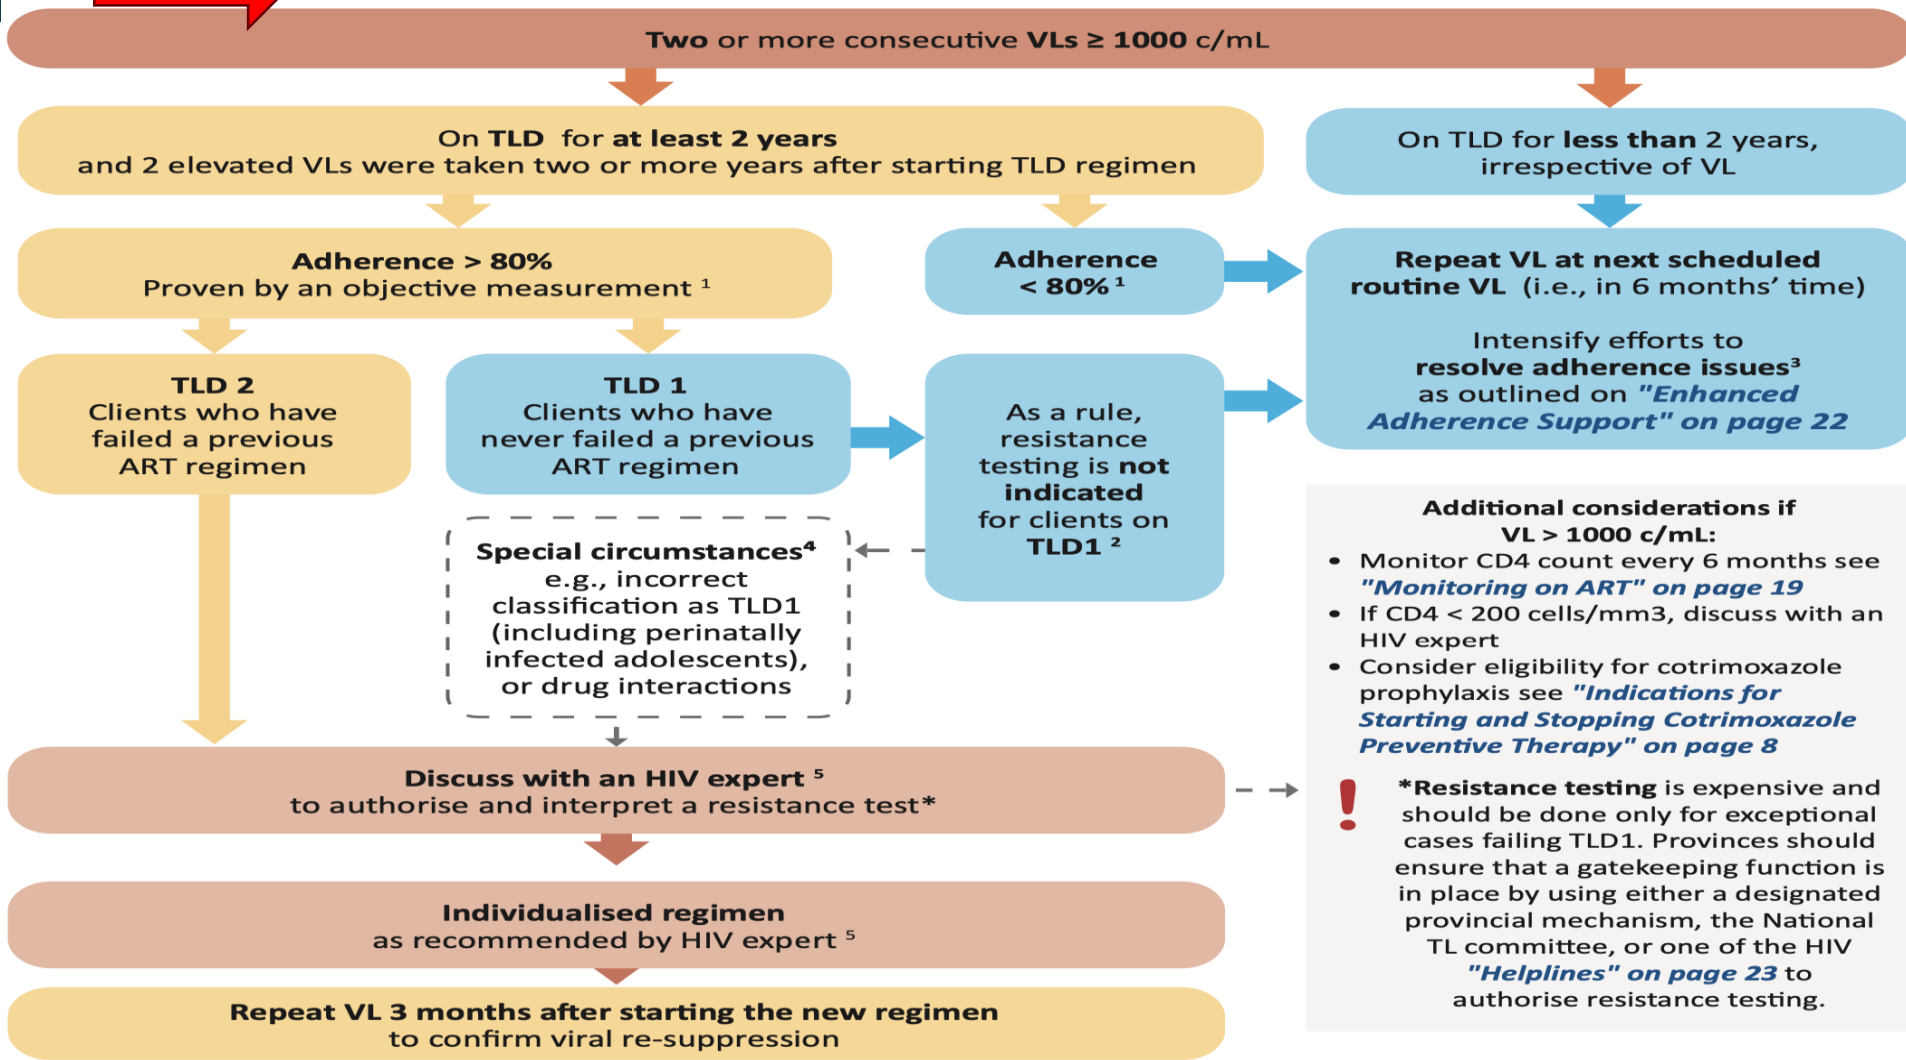 Two or more consecutive VLs ≥ 1000 c/mL
On TLD for at least 2 years
and 2 elevated VLs were taken two or more years after starting TLD regimen
On TLD for less than 2 years,
irrespective of VL
Adherence > 80%
Proven by an objective measurement ¹
Adherence
< 80% ¹
Repeat VL at next scheduled
routine VL (i.e., in 6 months’ time)
Intensify efforts to
resolve adherence issues³
as outlined on "Enhanced
Adherence Support" on page 22
TLD 2
Clients who have
failed a previous
ART regimen
TLD 1
Clients who have
never failed a previous
ART regimen
As a rule,
resistance
testing is not
indicated
for clients on
TLD1 ²
Special circumstances⁴
e.g., incorrect
classification as TLD1
(including perinatally
infected adolescents),
or drug interactions
Discuss with an HIV expert ⁵
to authorise and interpret a resistance test*
Individualised regimen
as recommended by HIV expert ⁵
Repeat VL 3 months after starting the new regimen
to confirm viral re-suppression
Additional considerations if
VL > 1000 c/mL:
• Monitor CD4 count every 6 months see
"Monitoring on ART" on page 19
• If CD4 < 200 cells/mm3, discuss with an
HIV expert
• Consider eligibility for cotrimoxazole
prophylaxis see "Indications for
Starting and Stopping Cotrimoxazole
Preventive Therapy" on page 8
! *Resistance testing is expensive and
should be done only for exceptional
cases failing TLD1. Provinces should
ensure that a gatekeeping function is
in place by using either a designated
provincial mechanism, the National
TL committee, or one of the HIV
"Helplines" on page 23 to
authorise resistance testing.